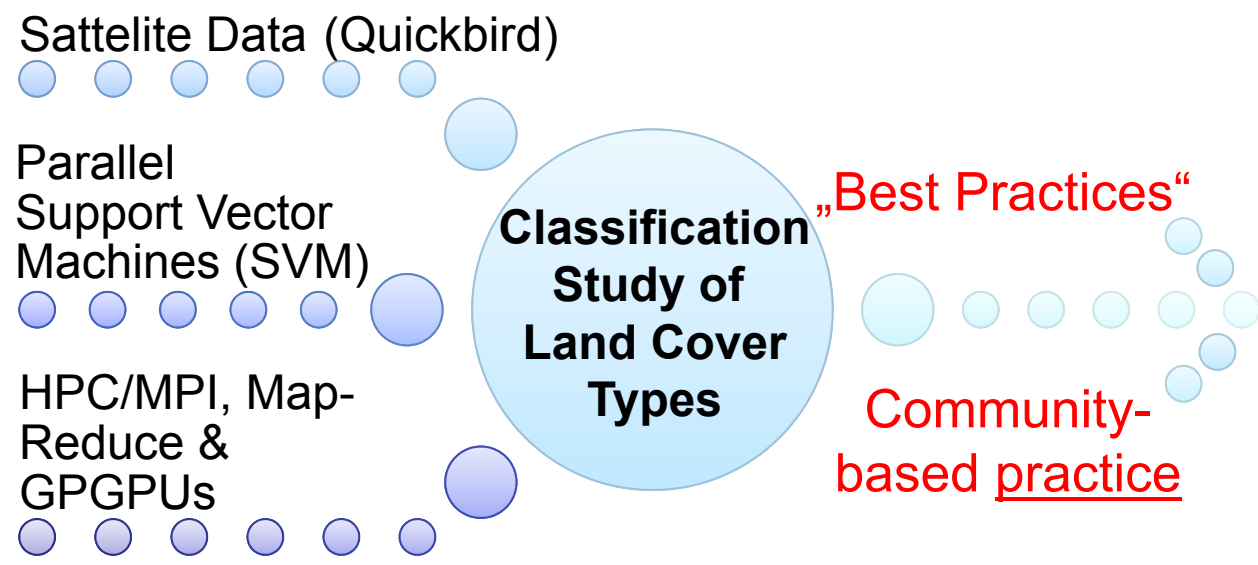 Sattelite Data (Quickbird)
Parallel
Support Vector
Machines (SVM)
HPC/MPI, Map-
Reduce &
GPGPUs
Classification
Study of
Land Cover
Types
„Best Practices“
Community-
based practice